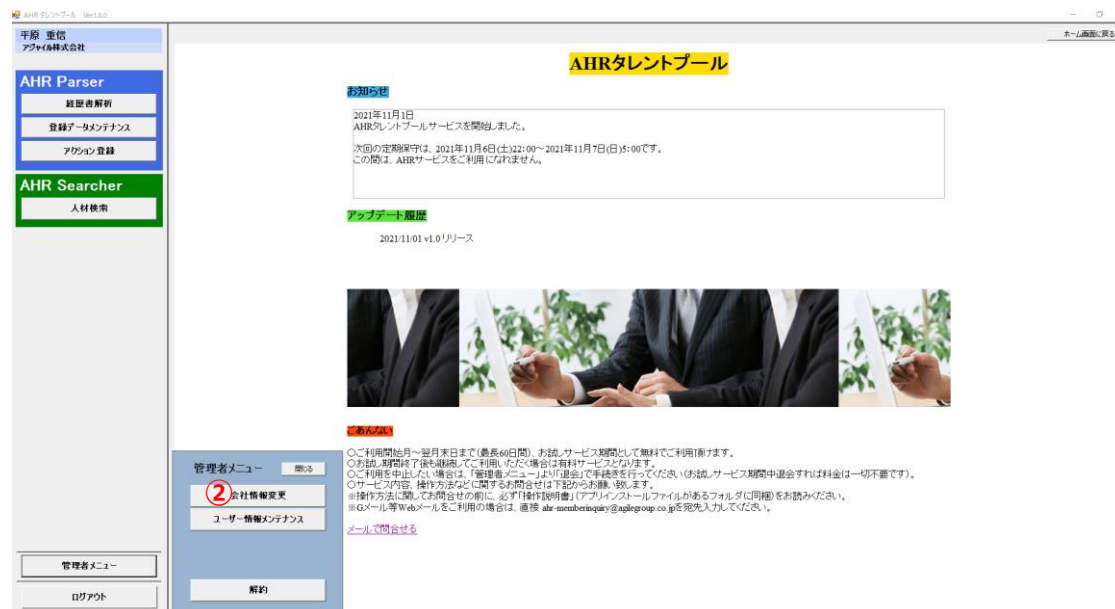 AHR タレントプール Ver1.0.0
平原 重信
アジャイル株式会社
ホーム画面に戻る
AHR Parser
経歴書解析
登録データメンテナンス
アクション登録
AHR Searcher
人材検索
AHRタレントプール
お知らせ
2021年11月1日
AHRタレントプールサービスを開始しました。
次回の定期保守は、2021年11月6日(土)22:00～2021年11月7日(日)5:00です。
この間は、AHRサービスをご利用になれません。
アップデート履歴
2021/11/01 v1.0 リリース
ごあんない
○ご利用開始月～翌月末日まで(最長60日間)、お試しサービス期間として無料でご利用頂けます。
○お試し期間終了後も継続してご利用いただく場合は有料サービスとなります。
○ご利用を中止したい場合は、「管理者メニュー」より「退会」で手続きを行ってください(お試しサービス期間中退会すれば料金は一切不要です)。
○サービス内容、操作方法などに関するお問合せは下記からお願い致します。
※操作方法に関してお問合せの前に、必ず「操作説明書」(アプリインストールファイルがあるフォルダに同梱)をお読みください。
※Gメール等Webメールをご利用の場合は、直接 ahr-memberinquiry@agilegroup.co.jpを宛先入力してください。
メールで問合せる
管理者メニュー 閉じる
②会社情報変更
ユーザー情報メンテナンス
解約
管理者メニュー
ログアウト